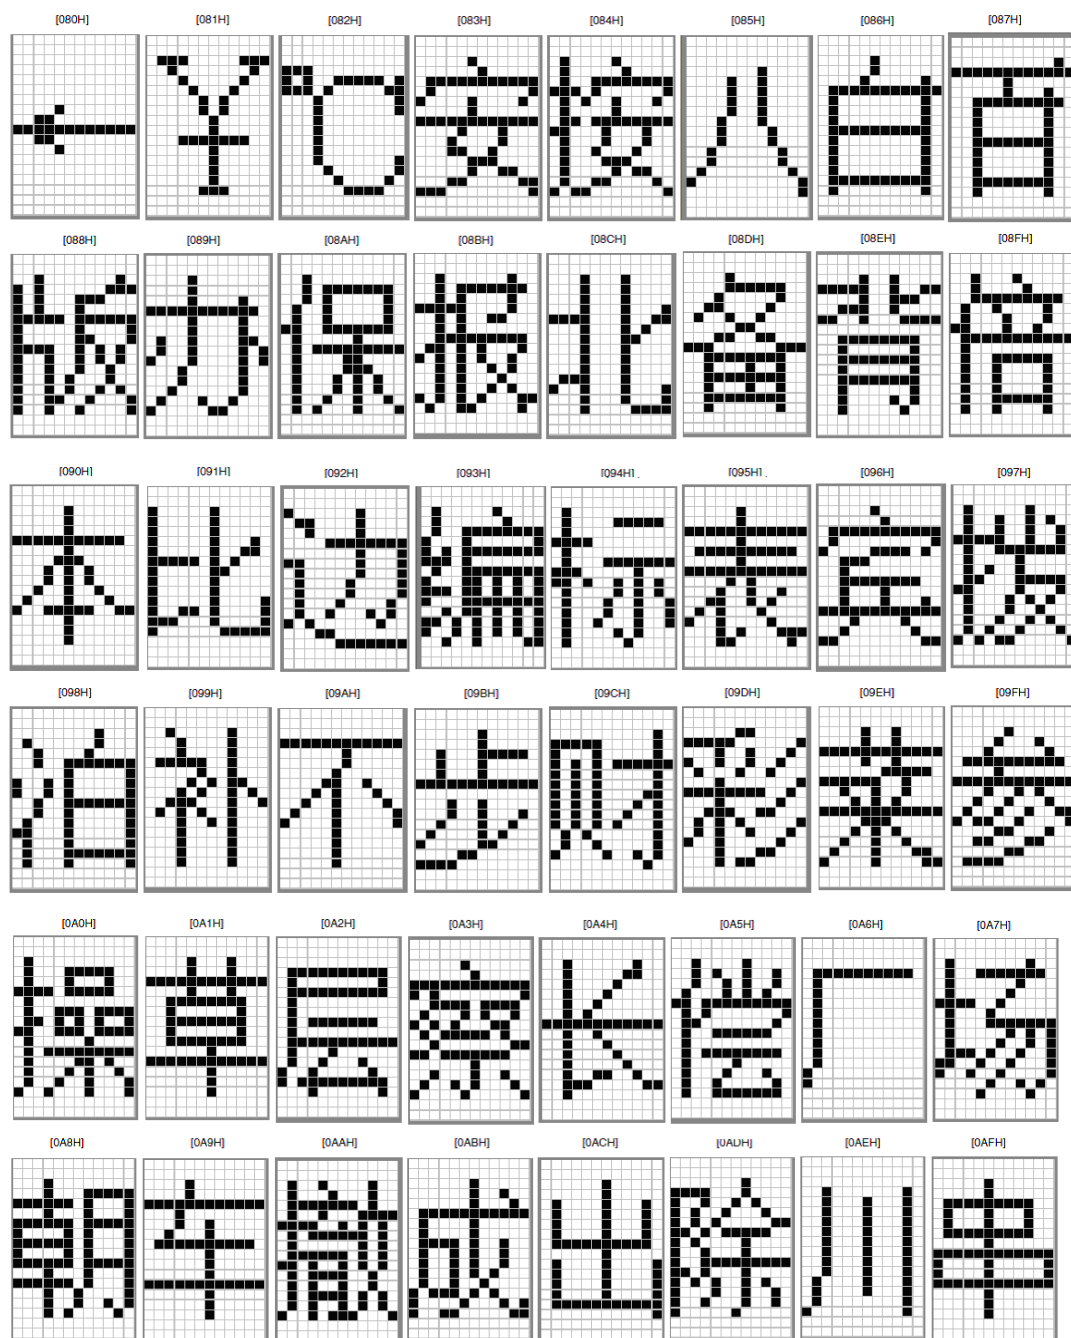 [080H] [081H] [082H] [083H] [084H] [085H] [086H] [087H]
← ¥ ℃ 安 按 八 白 百
[088H] [089H] [08AH] [08BH] [08CH] [08DH] [08EH] [08FH]
版 办 保 报 北 备 背 倍
[090H] [091H] [092H] [093H] [094H] [095H] [096H] [097H]
本 比 边 编 标 表 宾 拨
[098H] [099H] [09AH] [09BH] [09CH] [09DH] [09EH] [09FH]
泊 补 不 步 财 彩 菜 参
[0A0H] [0A1H] [0A2H] [0A3H] [0A4H] [0A5H] [0A6H] [0A7H]
操 草 层 察 长 偿 厂 场
[0A8H] [0A9H] [0AAH] [0ABH] [0ACH] [0ADH] [0AEH] [0AFH]
朝 车 成 出 除 川 串